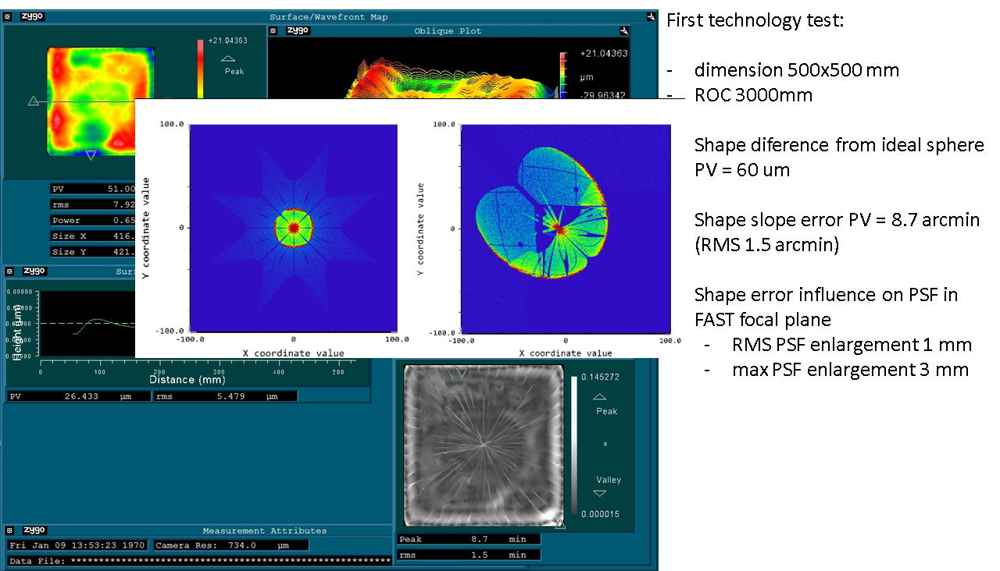 zygo
Surface/Wavefront Map
+21.04363
Peak
zygo
Oblique Plot
+21.04363
µm
-29.96342
PV 51.00
rms 7.92
Power 0.65
Size X 416.
Size Y 421.
100.0
Y coordinate value
0
-100.0
-100.0 0 100.0
X coordinate value
100.0
Y coordinate value
0
-100.0
-100.0 0 100.0
X coordinate value
zygo
Sur
0.00000
Height (µm)
0 100 200 300 400 500
Distance (mm)
PV 26.433 µm rms 5.479 µm
0.145272
Peak
Valley
0.000015
Peak 8.7 min
rms 1.5 min
zygo
Measurement Attributes
Fri Jan 09 13:53:23 1970 Camera Res: 734.0 µm
Data File: **********************************************************
First technology test:
- dimension 500x500 mm
- ROC 3000mm
Shape diference from ideal sphere
PV = 60 um
Shape slope error PV = 8.7 arcmin
(RMS 1.5 arcmin)
Shape error influence on PSF in
FAST focal plane
- RMS PSF enlargement 1 mm
- max PSF enlargement 3 mm